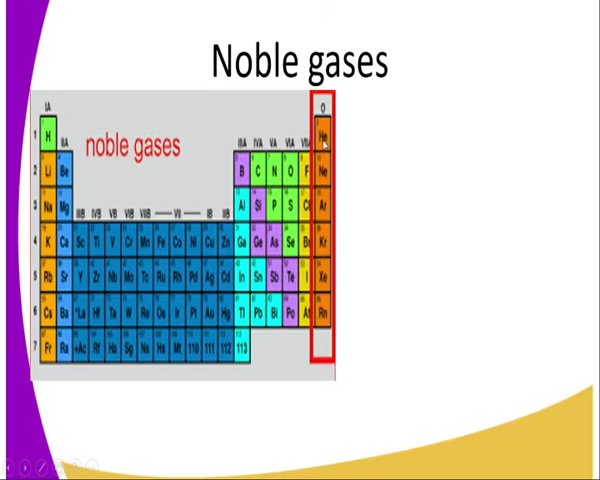 Noble gases
IA O
1 H He
noble gases
IIA IIIA IVA VA VIA
2 Li Be B C N O F Ne
3 Na Mg Al Si P S Cl Ar
IIIB IVB VB VIB VIIB VII IB IIB
4 K Ca Sc Ti V Cr Mn Fe Co Ni Cu Zn Ga Ge As Se Br Kr
5 Rb Sr Y Zr Nb Mo Tc Ru Rh Pd Ag Cd In Sn Sb Te I Xe
6 Cs Ba *La Hf Ta W Re Os Ir Pt Au Hg Tl Pb Bi Po At Rn
7 Fr Ra +Ac Rf Ha Sg Ns Hs Mt 110 111 112 113